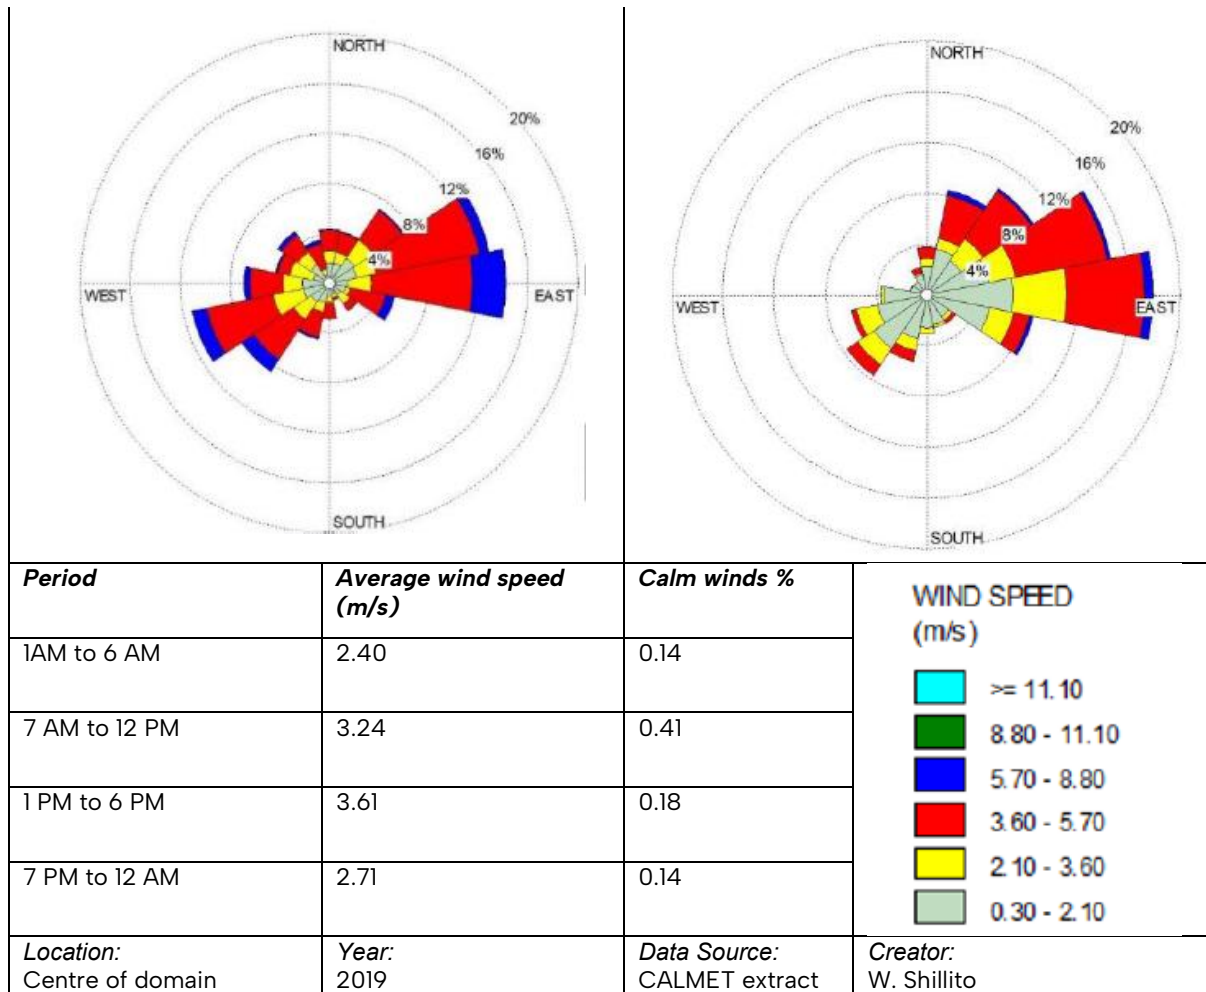 NORTH
20%
16%
12%
8%
4%
WEST
EAST
SOUTH
NORTH
20%
16%
12%
8%
4%
WEST
EAST
SOUTH
Period
Average wind speed
(m/s)
Calm winds %
1AM to 6 AM
2.40
0.14
7 AM to 12 PM
3.24
0.41
1 PM to 6 PM
3.61
0.18
7 PM to 12 AM
2.71
0.14
WIND SPEED
(m/s)
>= 11.10
8.80 - 11.10
5.70 - 8.80
3.60 - 5.70
2.10 - 3.60
0.30 - 2.10
Location:
Centre of domain
Year:
2019
Data Source:
CALMET extract
Creator:
W. Shillito